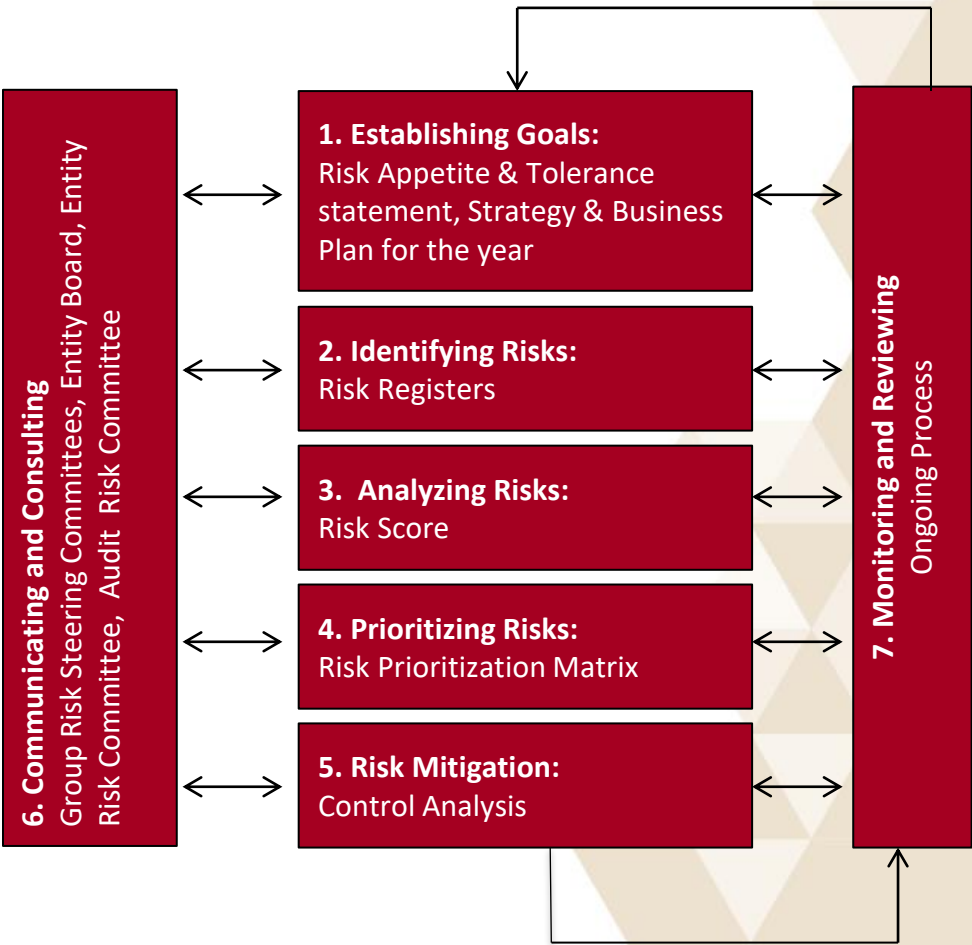 6. Communicating and Consulting
Group Risk Steering Committees, Entity Board, Entity
Risk Committee, Audit Risk Committee
1. Establishing Goals:
Risk Appetite & Tolerance
statement, Strategy & Business
Plan for the year
2. Identifying Risks:
Risk Registers
3. Analyzing Risks:
Risk Score
4. Prioritizing Risks:
Risk Prioritization Matrix
5. Risk Mitigation:
Control Analysis
7. Monitoring and Reviewing
Ongoing Process